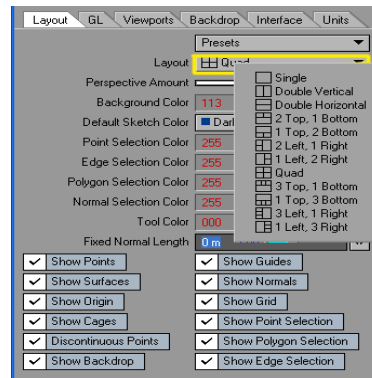 Layout GL Viewports Backdrop Interface Units
Presets
Layout Quad
Perspective Amount
Background Color 113
Default Sketch Color
Point Selection Color 255
Edge Selection Color 255
Polygon Selection Color 255
Normal Selection Color 255
Tool Color 000
Fixed Normal Length 0 m
Single
Double Vertical
Double Horizontal
2 Top, 1 Bottom
1 Top, 2 Bottom
2 Left, 1 Right
1 Left, 2 Right
Quad
3 Top, 1 Bottom
1 Top, 3 Bottom
3 Left, 1 Right
1 Left, 3 Right
Show Points Show Guides
Show Surfaces Show Normals
Show Origin Show Grid
Show Cages Show Point Selection
Discontinuous Points Show Polygon Selection
Show Backdrop Show Edge Selection